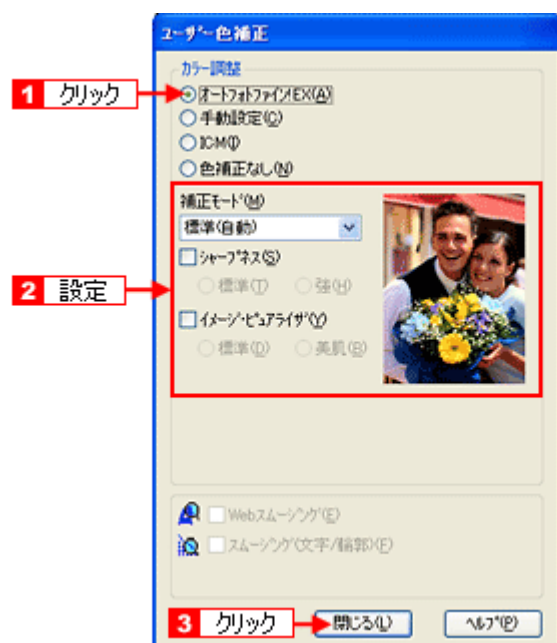 ユーザー色補正
カラー調整
1 クリック
オートフォトファイン!EX(A)
手動設定(C)
ICM(I)
色補正なし(N)
補正モード(M)
標準(自動)
シャープネス(S)
標準(T) 強(H)
2 設定
イメージ・ピュアライザ(Y)
標準(D) 美肌(B)
Webスムージング(E)
スムージング(文字/輪郭)(F)
3 クリック
閉じる(L) ヘルプ(P)